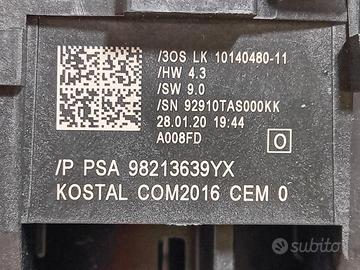 /3OS LK 10140480-11
/HW 4.3
/SW 9.0
/SN 92910TAS000KK
28.01.20 19:44
A008FD
O
/P PSA 98213639YX
KOSTAL COM2016 CEM 0
subito